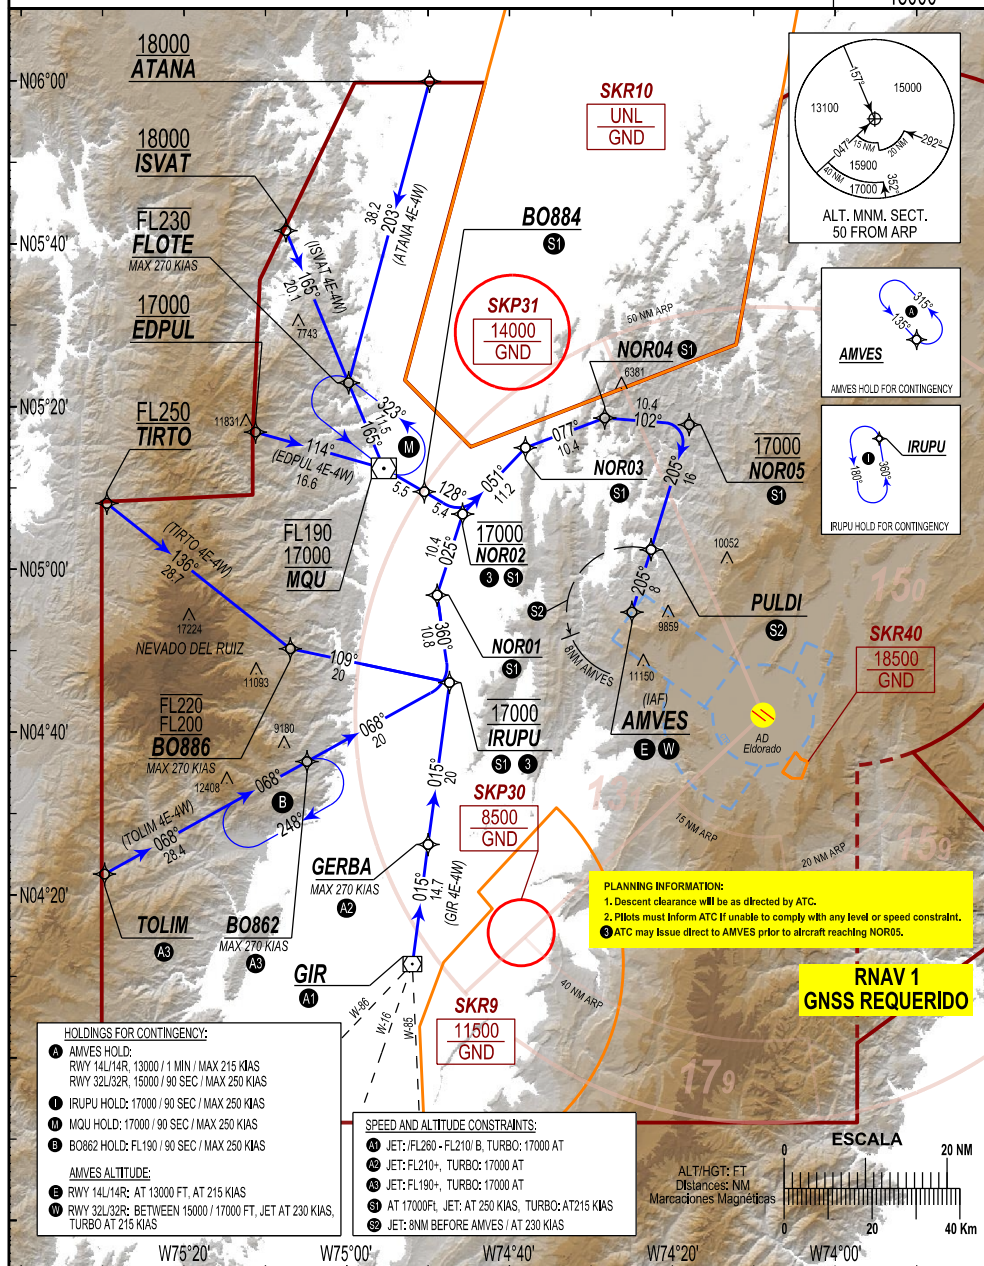 18000
ATANA
18000
ISVAT
FL230
FLOTE
MAX 270 KIAS
17000
EDPUL
FL250
TIRTO
N06°00'
N05°40'
N05°20'
N05°00'
N04°40'
N04°20'
SKR10
UNL
GND
BO884
S1
SKP31
14000
GND
50 NM ARP
157°
15000
13100
047°
15 NM
20 NM
292°
15900
40 NM
17000
352°
ALT. MNM. SECT.
50 FROM ARP
315°
A
135°
AMVES
AMVES HOLD FOR CONTINGENCY
I
180°
360°
IRUPU
IRUPU HOLD FOR CONTINGENCY
38.2
203°
(ATANA 4E-4W)
(ISVAT 4E-4W)
165°
20.1
7743
323°
11.5
165°
M
11831
114°
(EDPUL 4E-4W)
16.6
5.5
128°
5.4
051°
11.2
077°
10.4
NOR04 S1
6381
10.4
102°
205°
16
17000
NOR05
S1
NOR03
S1
FL190
17000
MQU
17000
NOR02
3 S1
10.4
025°
(TIRTO 4E-4W)
136°
28.7
17224
NEVADO DEL RUIZ
11093
109°
20
360°
10.8
NOR01
S1
S2
8NM AMVES
205°
8
10052
9859
11150
PULDI
S2
SKR40
18500
GND
(IAF)
AMVES
E W
AD
Eldorado
17000
IRUPU
S1 3
FL220
FL200
BO886
MAX 270 KIAS
9180
12408
068°
20
068°
B
248°
(TOLIM 4E-4W)
068°
28.4
015°
20
SKP30
8500
GND
15 NM ARP
20 NM ARP
GERBA
MAX 270 KIAS
A2
015°
14.7
(GIR 4E-4W)
TOLIM
A3
BO862
MAX 270 KIAS
A3
GIR
A1
W-86
W-16
W-85
40 NM ARP
SKR9
11500
GND
179
PLANNING INFORMATION:
1. Descent clearance will be as directed by ATC.
2. Pilots must inform ATC if unable to comply with any level or speed constraint.
3 ATC may issue direct to AMVES prior to aircraft reaching NOR05.
RNAV 1
GNSS REQUERIDO
HOLDINGS FOR CONTINGENCY:
A AMVES HOLD:
RWY 14L/14R, 13000 / 1 MIN / MAX 215 KIAS
RWY 32L/32R, 15000 / 90 SEC / MAX 250 KIAS
I IRUPU HOLD: 17000 / 90 SEC / MAX 250 KIAS
M MQU HOLD: 17000 / 90 SEC / MAX 250 KIAS
B BO862 HOLD: FL190 / 90 SEC / MAX 250 KIAS
AMVES ALTITUDE:
E RWY 14L/14R: AT 13000 FT, AT 215 KIAS
W RWY 32L/32R: BETWEEN 15000 / 17000 FT, JET AT 230 KIAS,
TURBO AT 215 KIAS
SPEED AND ALTITUDE CONSTRAINTS:
A1 JET: /FL260 - FL210/ B, TURBO: 17000 AT
A2 JET: FL210+, TURBO: 17000 AT
A3 JET: FL190+, TURBO: 17000 AT
S1 AT 17000Ft, JET: AT 250 KIAS, TURBO: AT215 KIAS
S2 JET: 8NM BEFORE AMVES / AT 230 KIAS
ESCALA
ALT/HGT: FT
Distances: NM
Marcaciones Magnéticas
0
20 NM
0
20
40 Km
W75°20'
W75°00'
W74°40'
W74°20'
W74°00'